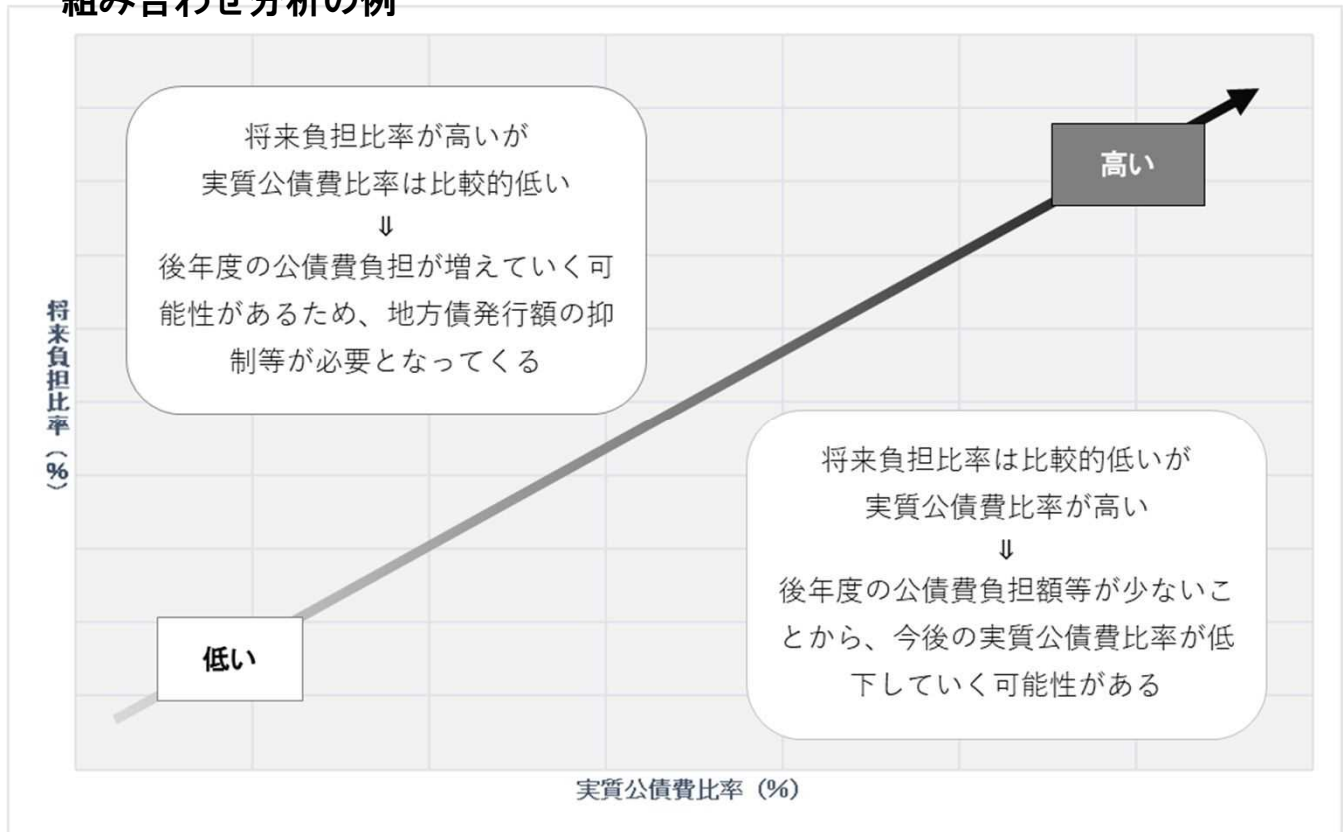 組み合わせ分析の例
将来負担比率が高いが
実質公債費比率は比較的低い
⇓
後年度の公債費負担が増えていく可
能性があるため、地方債発行額の抑
制等が必要となってくる
高い
将来負担比率（%）
将来負担比率は比較的低いが
実質公債費比率が高い
⇓
後年度の公債費負担額等が少ないこ
とから、今後の実質公債費比率が低
下していく可能性がある
低い
実質公債費比率（%）